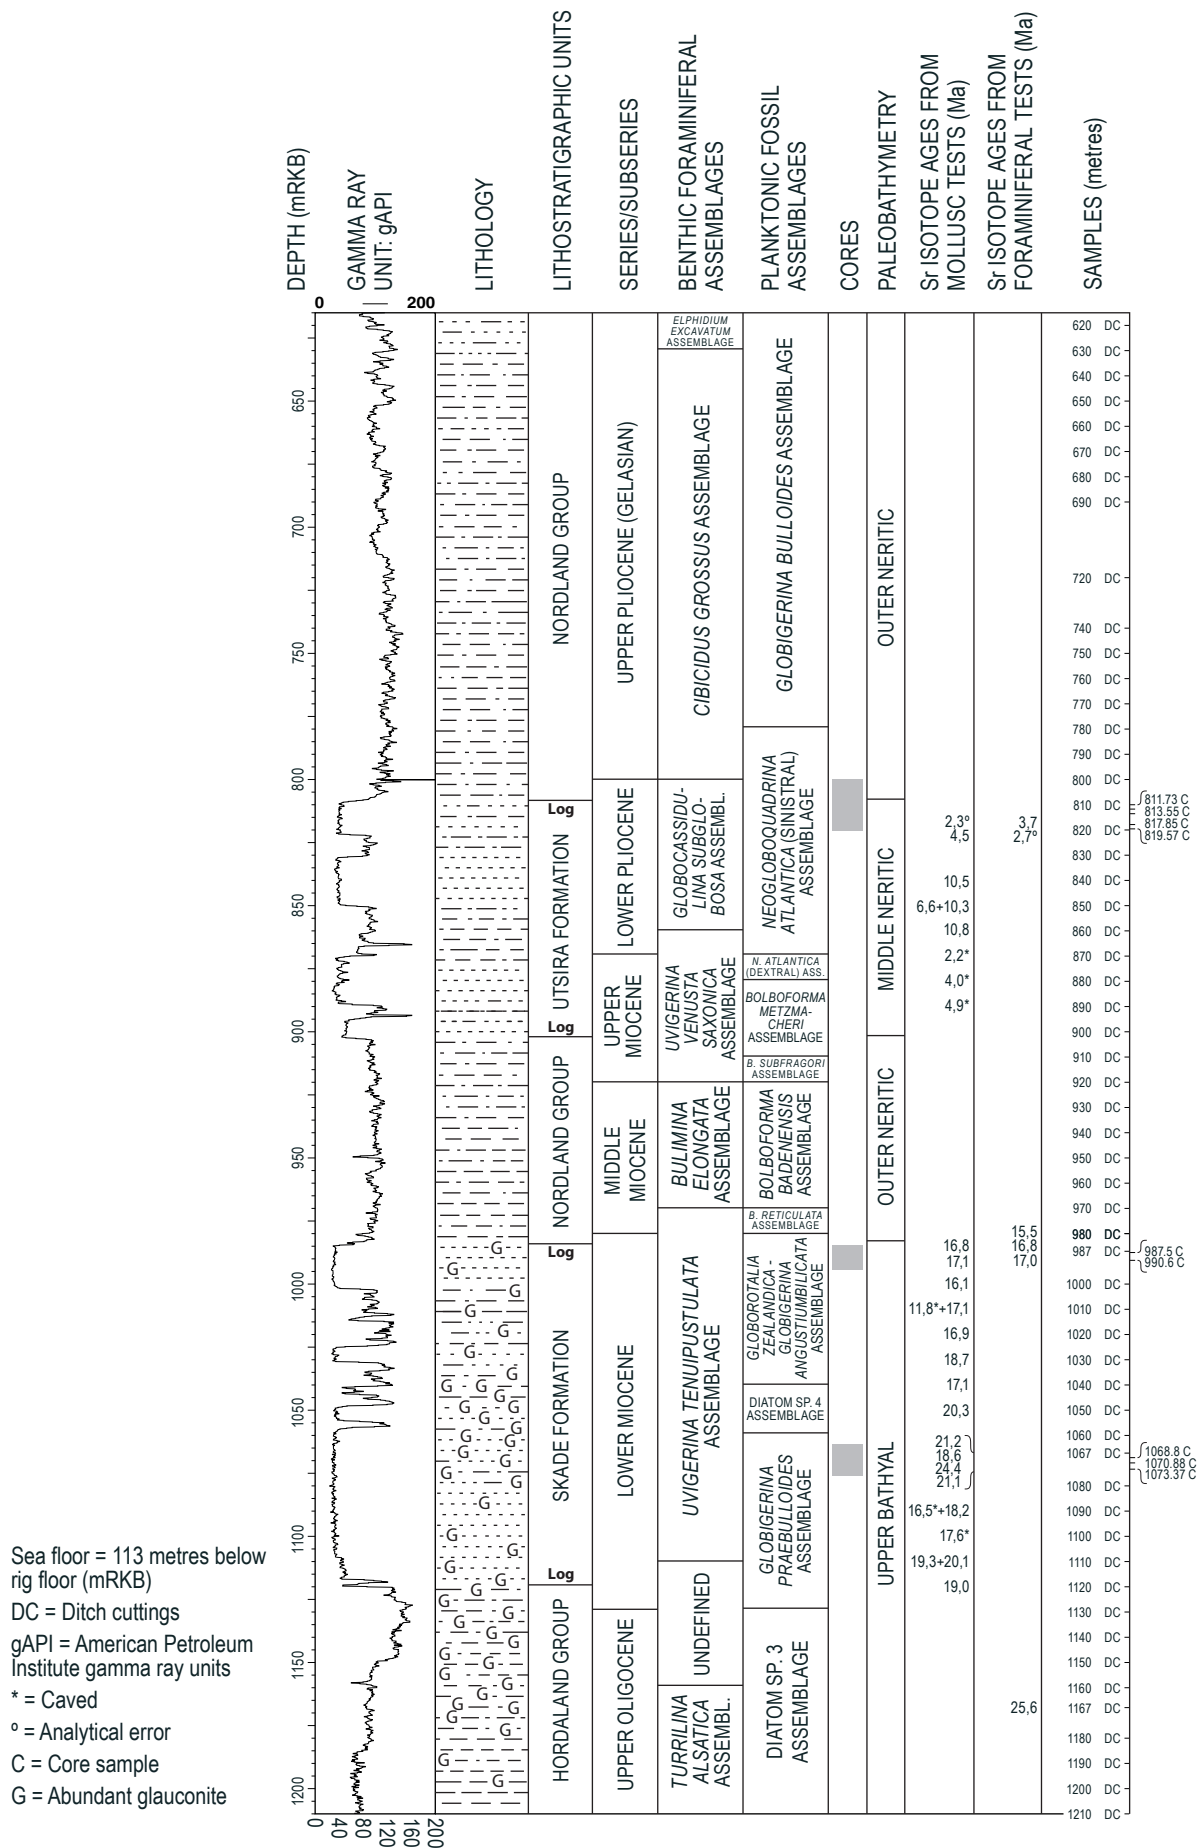 DEPTH (mRKB)
GAMMA RAY
UNIT: gAPI
LITHOLOGY
LITHOSTRATIGRAPHIC UNITS
SERIES/SUBSERIES
BENTHIC FORAMINIFERAL
ASSEMBLAGES
PLANKTONIC FOSSIL
ASSEMBLAGES
CORES
PALEOBATHYMETRY
Sr ISOTOPE AGES FROM
MOLLUSC TESTS (Ma)
Sr ISOTOPE AGES FROM
FORAMINIFERAL TESTS (Ma)
SAMPLES (metres)
0 200
650
700
750
800
850
900
950
1000
1050
1100
1150
1200
0 40 80 120 160 200
G G G G G G G G G G G G G G G G G G G G G G G G G G G G G G G G G G G G G G G G G G G G G
NORDLAND GROUP
Log
UTSIRA FORMATION
Log
NORDLAND GROUP
Log
SKADE FORMATION
Log
HORDALAND GROUP
UPPER PLIOCENE (GELASIAN)
LOWER PLIOCENE
UPPER
MIOCENE
MIDDLE
MIOCENE
LOWER MIOCENE
UPPER OLIGOCENE
ELPHIDIUM
EXCAVATUM
ASSEMBLAGE
CIBICIDUS GROSSUS ASSEMBLAGE
GLOBOCASSIDU-
LINA SUBGLO-
BOSA ASSEMBL.
UVIGERINA
VENUSTA
SAXONICA
ASSEMBLAGE
BULIMINA
ELONGATA
ASSEMBLAGE
UVIGERINA TENUIPUSTULATA
ASSEMBLAGE
UNDEFINED
TURRILINA
ALSATICA
ASSEMBL.
GLOBIGERINA BULLOIDES ASSEMBLAGE
NEOGLOBOQUADRINA
ATLANTICA (SINISTRAL)
ASSEMBLAGE
N. ATLANTICA
(DEXTRAL) ASS.
BOLBOFORMA
METZMA-
CHERI
ASSEMBLAGE
B. SUBFRAGORI
ASSEMBLAGE
BOLBOFORMA
BADENENSIS
ASSEMBLAGE
B. RETICULATA
ASSEMBLAGE
GLOBOROTALIA
ZEALANDICA -
GLOBIGERINA
ANGUSTIUMBILICATA
ASSEMBLAGE
DIATOM SP. 4
ASSEMBLAGE
GLOBIGERINA
PRAEBULLOIDES
ASSEMBLAGE
DIATOM SP. 3
ASSEMBLAGE
OUTER NERITIC
MIDDLE NERITIC
OUTER NERITIC
UPPER BATHYAL
2,3º
4,5
10,5
6,6+10,3
10,8
2,2*
4,0*
4,9*
16,8
17,1
16,1
11,8*+17,1
16,9
18,7
17,1
20,3
21,2
18,6
24,4
21,1
16,5*+18,2
17,6*
19,3+20,1
19,0
3,7
2,7º
15,5
16,8
17,0
25,6
620 DC
630 DC
640 DC
650 DC
660 DC
670 DC
680 DC
690 DC
720 DC
740 DC
750 DC
760 DC
770 DC
780 DC
790 DC
800 DC
810 DC
820 DC
830 DC
840 DC
850 DC
860 DC
870 DC
880 DC
890 DC
900 DC
910 DC
920 DC
930 DC
940 DC
950 DC
960 DC
970 DC
980 DC
987 DC
1000 DC
1010 DC
1020 DC
1030 DC
1040 DC
1050 DC
1060 DC
1067 DC
1080 DC
1090 DC
1100 DC
1110 DC
1120 DC
1130 DC
1140 DC
1150 DC
1160 DC
1167 DC
1180 DC
1190 DC
1200 DC
1210 DC
811.73 C
813.55 C
817.85 C
819.57 C
987.5 C
990.6 C
1068.8 C
1070.88 C
1073.37 C
Sea floor = 113 metres below
rig floor (mRKB)
DC = Ditch cuttings
gAPI = American Petroleum
Institute gamma ray units
* = Caved
º = Analytical error
C = Core sample
G = Abundant glauconite